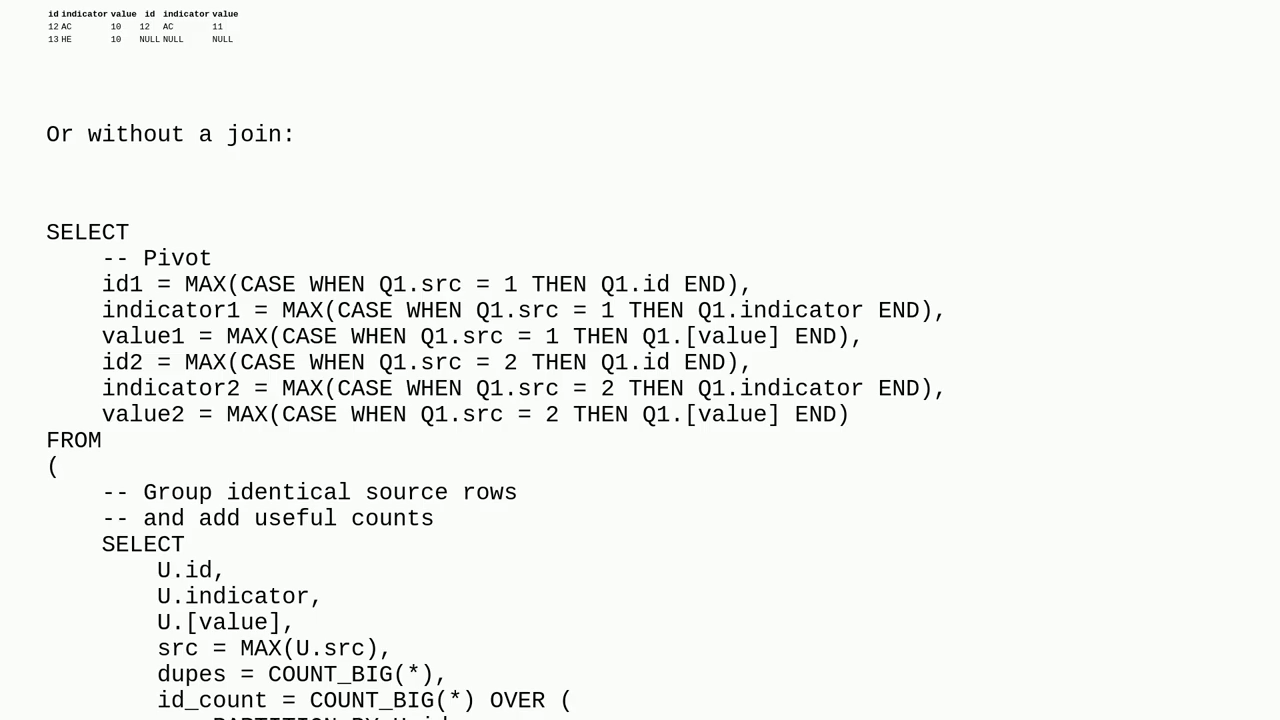 id indicator value id indicator value
12 AC 10 12 AC 11
13 HE 10 NULL NULL NULL
Or without a join:
SELECT
    -- Pivot
    id1 = MAX(CASE WHEN Q1.src = 1 THEN Q1.id END),
    indicator1 = MAX(CASE WHEN Q1.src = 1 THEN Q1.indicator END),
    value1 = MAX(CASE WHEN Q1.src = 1 THEN Q1.[value] END),
    id2 = MAX(CASE WHEN Q1.src = 2 THEN Q1.id END),
    indicator2 = MAX(CASE WHEN Q1.src = 2 THEN Q1.indicator END),
    value2 = MAX(CASE WHEN Q1.src = 2 THEN Q1.[value] END)
FROM
(
    -- Group identical source rows
    -- and add useful counts
    SELECT
        U.id,
        U.indicator,
        U.[value],
        src = MAX(U.src),
        dupes = COUNT_BIG(*),
        id_count = COUNT_BIG(*) OVER (